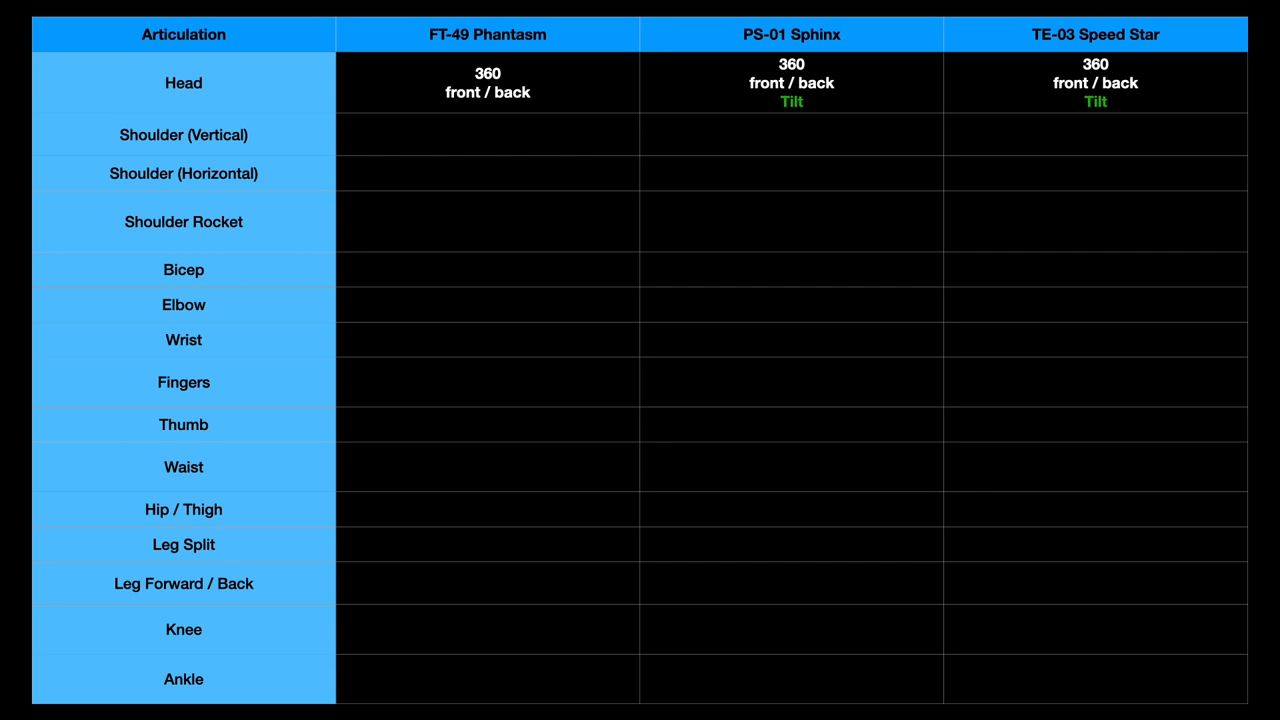 Articulation FT-49 Phantasm PS-01 Sphinx TE-03 Speed Star
Head
360
front / back
360
front / back
Tilt
360
front / back
Tilt
Shoulder (Vertical)
Shoulder (Horizontal)
Shoulder Rocket
Bicep
Elbow
Wrist
Fingers
Thumb
Waist
Hip / Thigh
Leg Split
Leg Forward / Back
Knee
Ankle